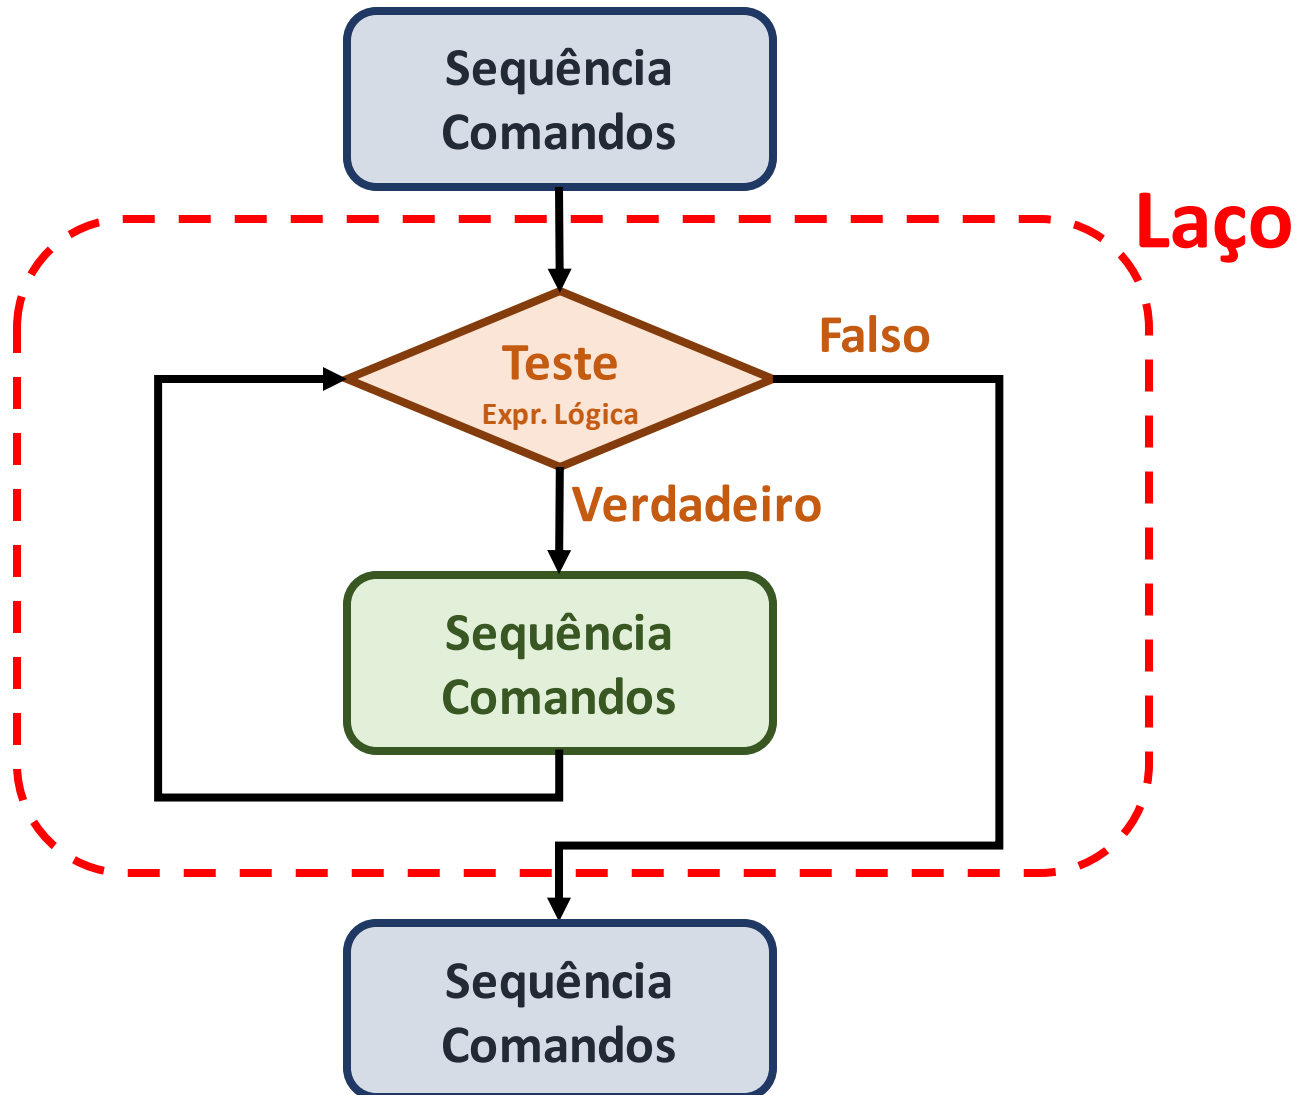 Sequência
Comandos
Laço
Falso
Teste
Expr. Lógica
Verdadeiro
Sequência
Comandos
Sequência
Comandos